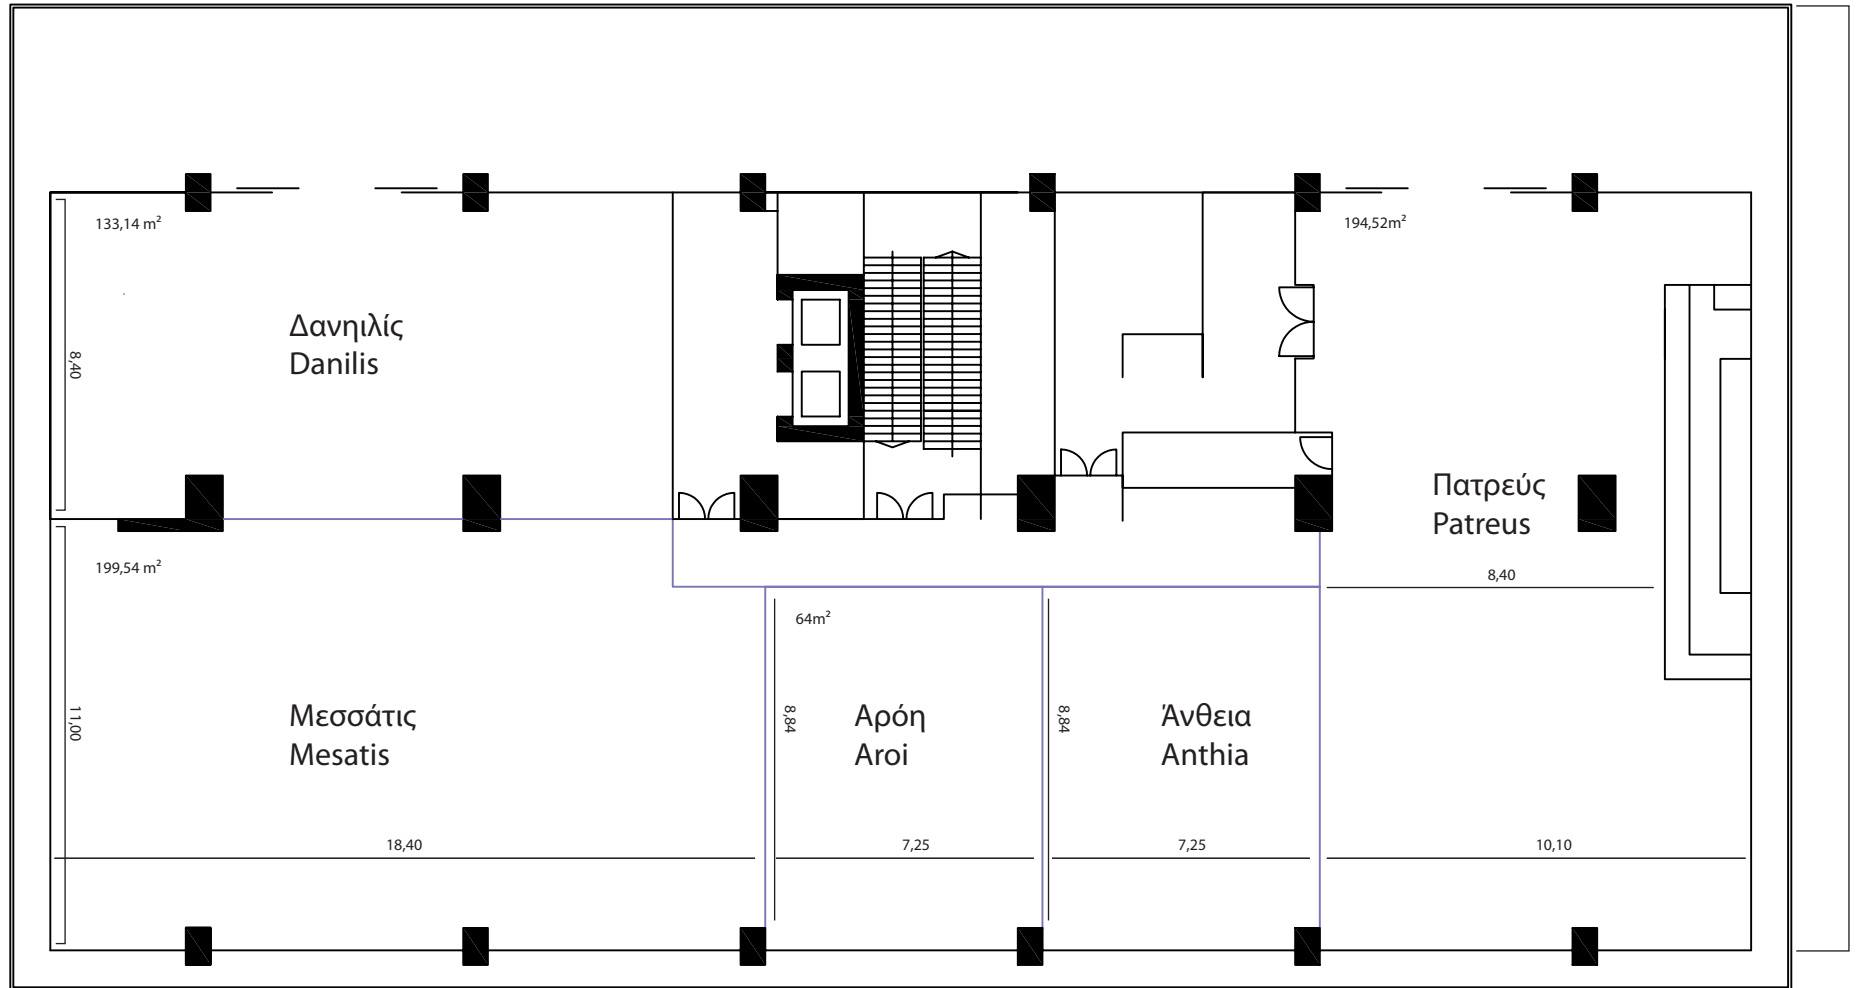 133,14 m²
194,52m²
Δανηιλίς
Danilis
8,40
Πατρεύς
Patreus
199,54 m²
8,40
64m²
Μεσσάτις
Mesatis
11,00
Αρόη
Aroi
8,84
Άνθεια
Anthia
8,84
18,40
7,25
7,25
10,10